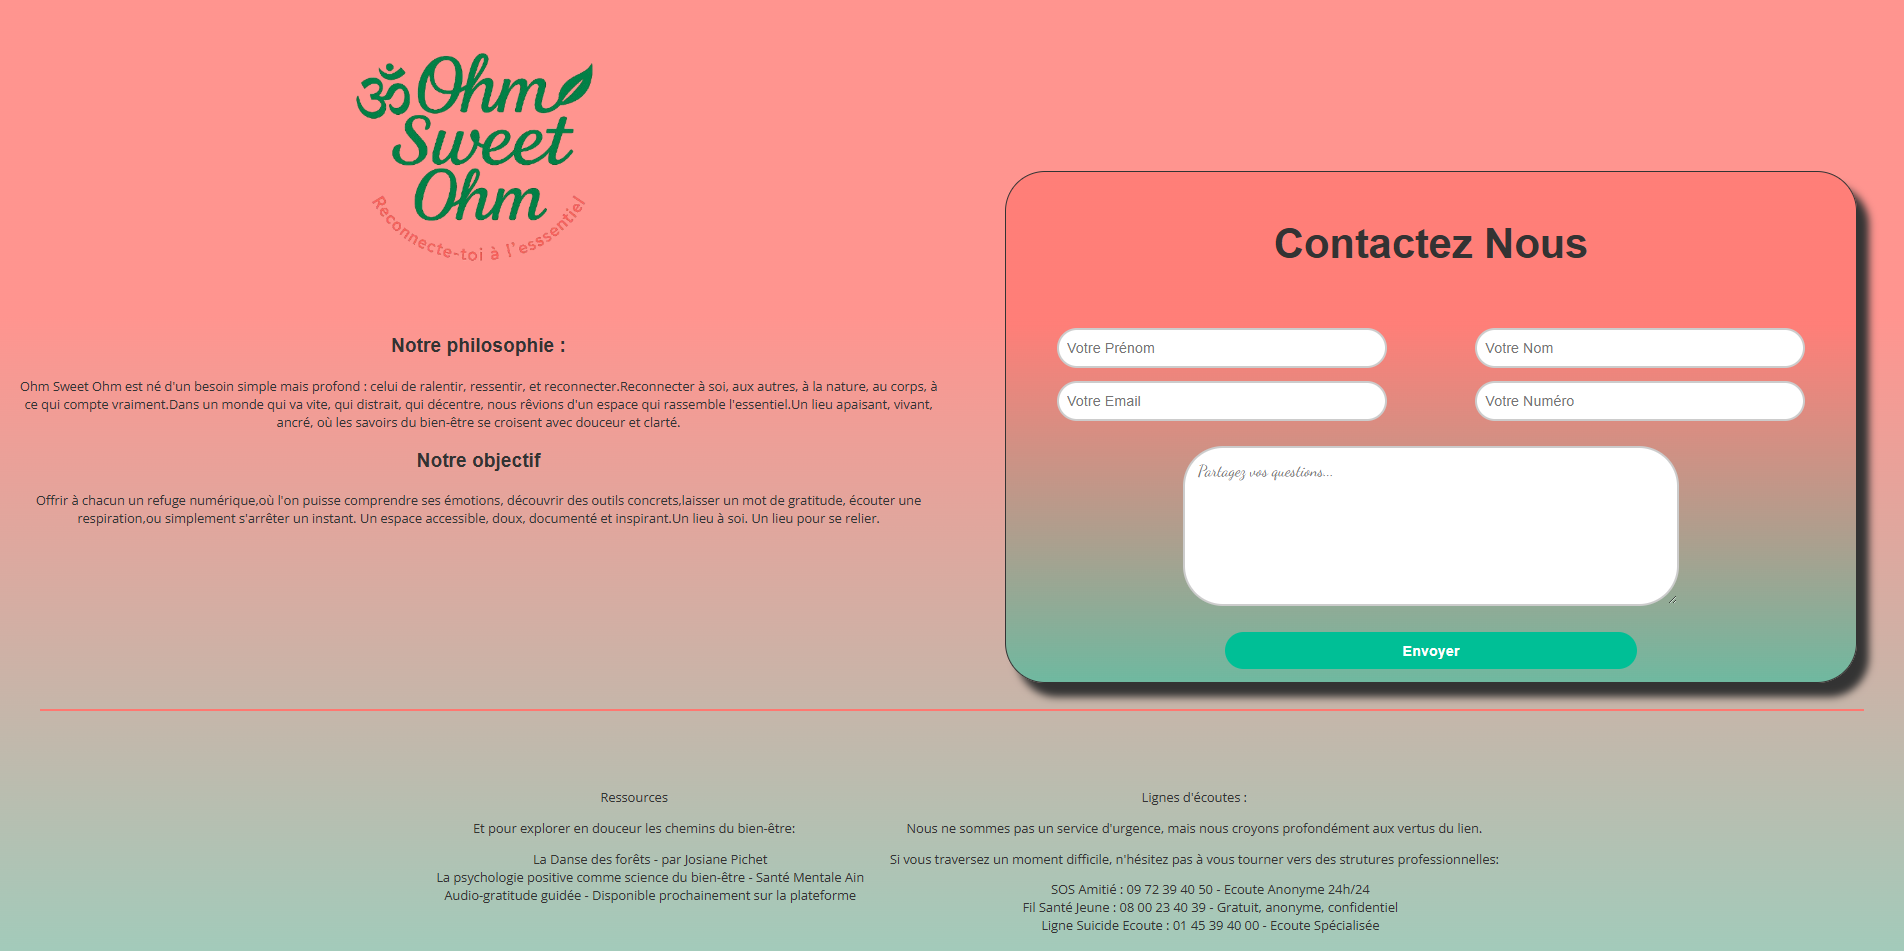 ॐ Ohm
Sweet
Ohm
Reconnecte-toi à l'esssentiel
Notre philosophie :
Ohm Sweet Ohm est né d'un besoin simple mais profond : celui de ralentir, ressentir, et reconnecter.Reconnecter à soi, aux autres, à la nature, au corps, à
ce qui compte vraiment.Dans un monde qui va vite, qui distrait, qui décentre, nous rêvions d'un espace qui rassemble l'essentiel.Un lieu apaisant, vivant,
ancré, où les savoirs du bien-être se croisent avec douceur et clarté.
Notre objectif
Offrir à chacun un refuge numérique,où l'on puisse comprendre ses émotions, découvrir des outils concrets,laisser un mot de gratitude, écouter une
respiration,ou simplement s'arrêter un instant. Un espace accessible, doux, documenté et inspirant.Un lieu à soi. Un lieu pour se relier.
Contactez Nous
Votre Prénom
Votre Nom
Votre Email
Votre Numéro
Partagez vos questions...
Envoyer
Ressources
Et pour explorer en douceur les chemins du bien-être:
La Danse des forêts - par Josiane Pichet
La psychologie positive comme science du bien-être - Santé Mentale Ain
Audio-gratitude guidée - Disponible prochainement sur la plateforme
Lignes d'écoutes :
Nous ne sommes pas un service d'urgence, mais nous croyons profondément aux vertus du lien.
Si vous traversez un moment difficile, n'hésitez pas à vous tourner vers des strutures professionnelles:
SOS Amitié : 09 72 39 40 50 - Ecoute Anonyme 24h/24
Fil Santé Jeune : 08 00 23 40 39 - Gratuit, anonyme, confidentiel
Ligne Suicide Ecoute : 01 45 39 40 00 - Ecoute Spécialisée